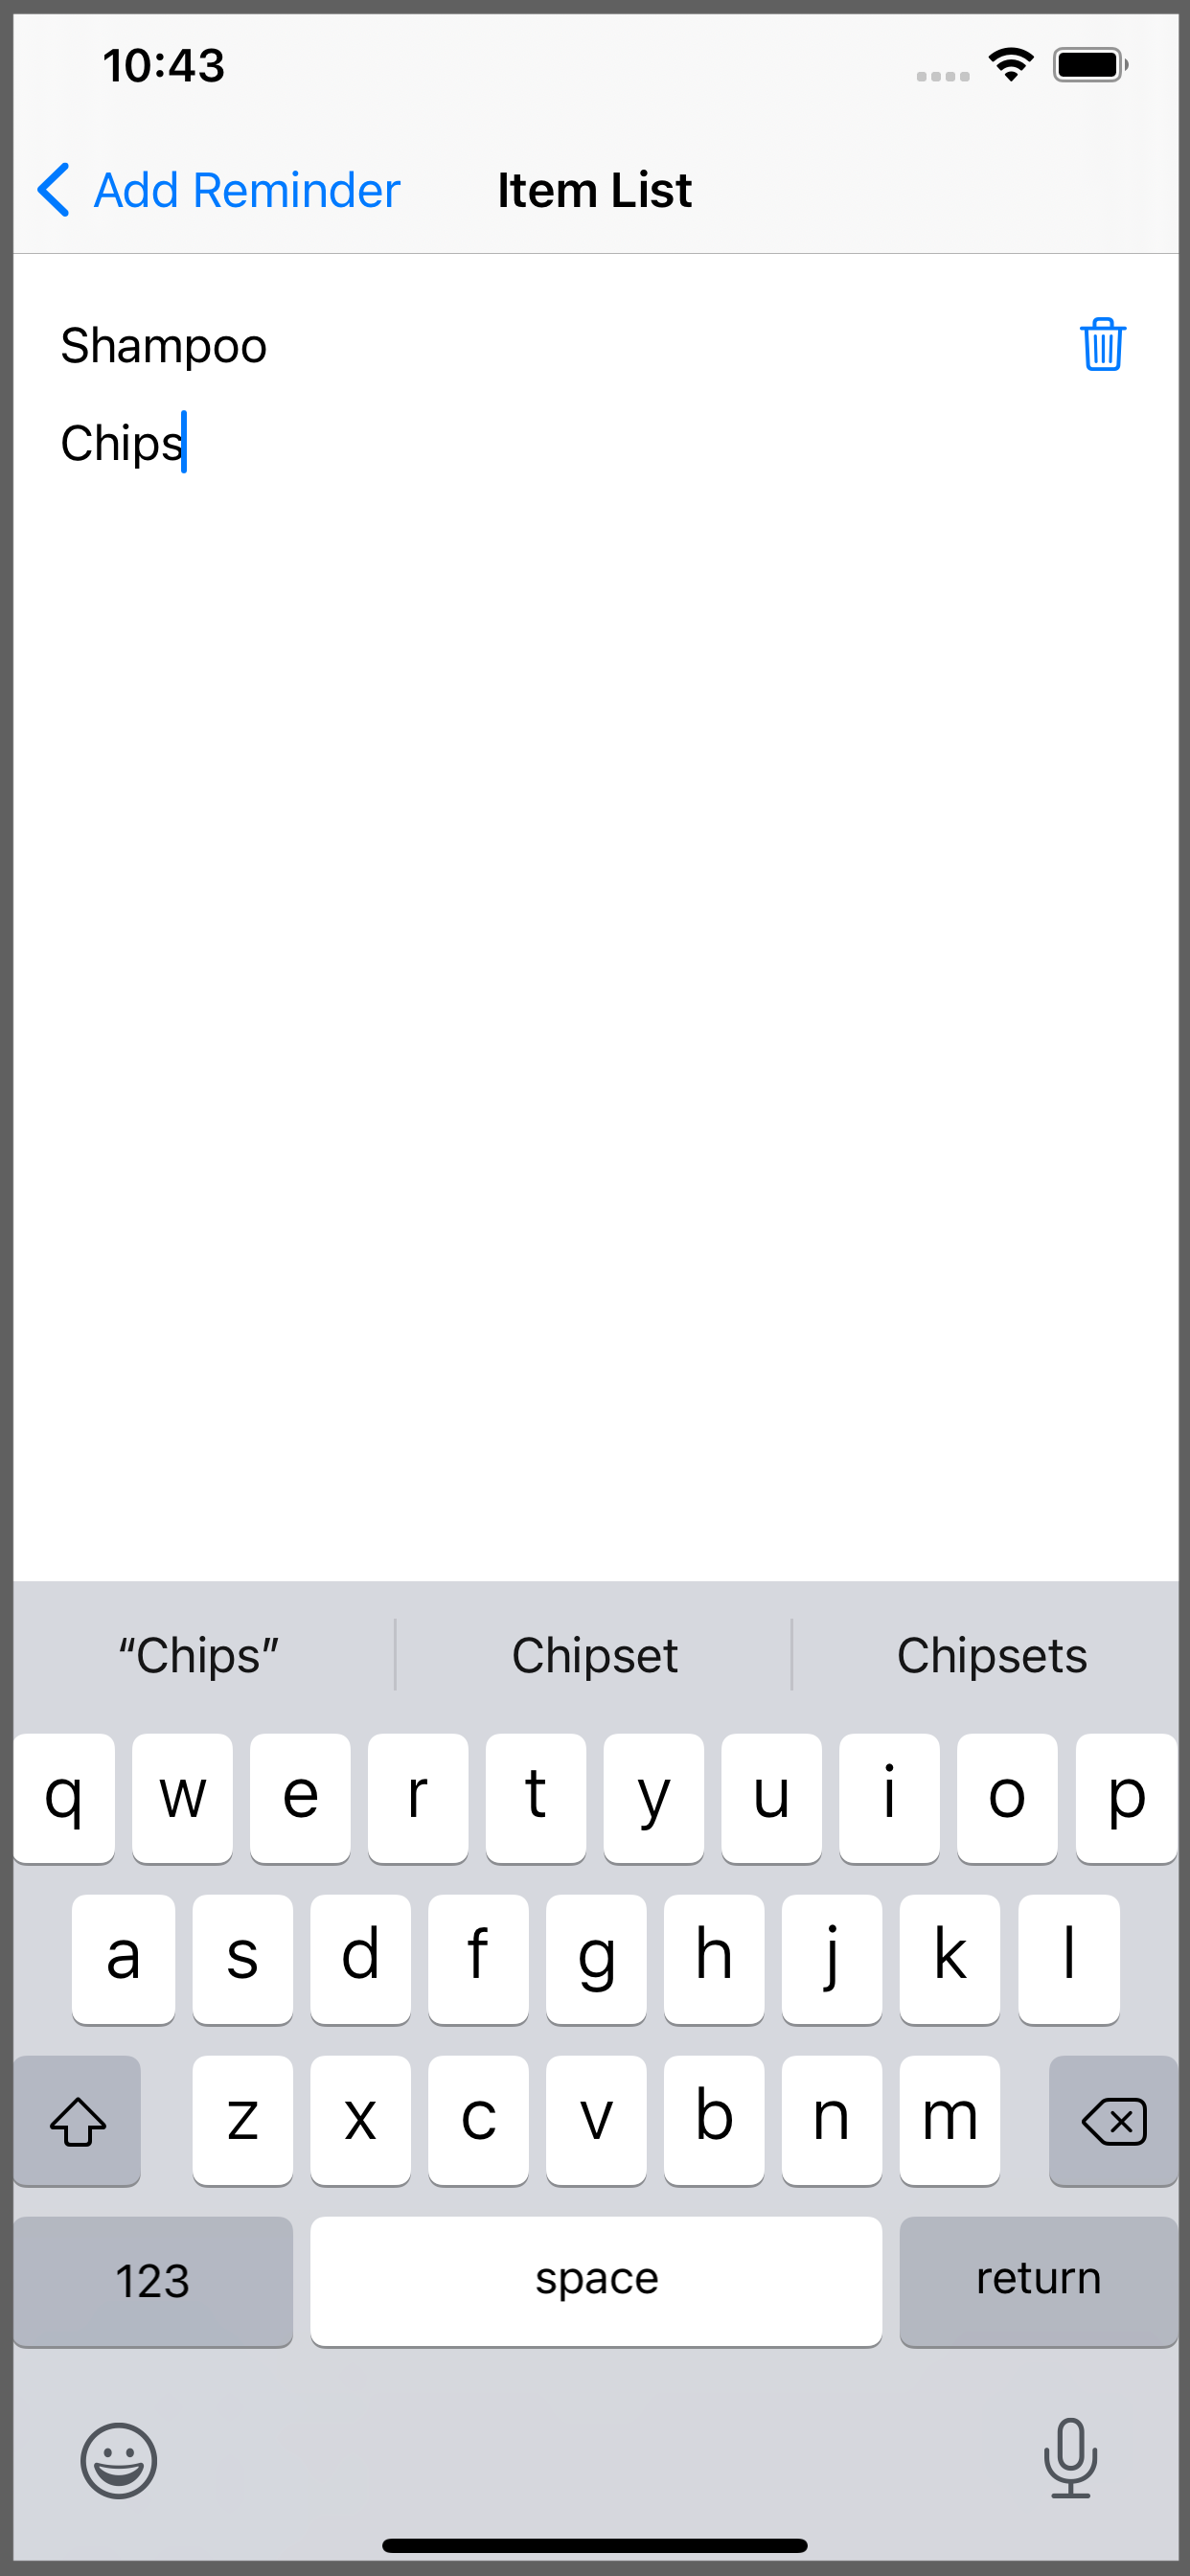 10:43
Add Reminder Item List
Shampoo
Chips
“Chips” Chipset Chipsets
q w e r t y u i o p
a s d f g h j k l
z x c v b n m
123 space return